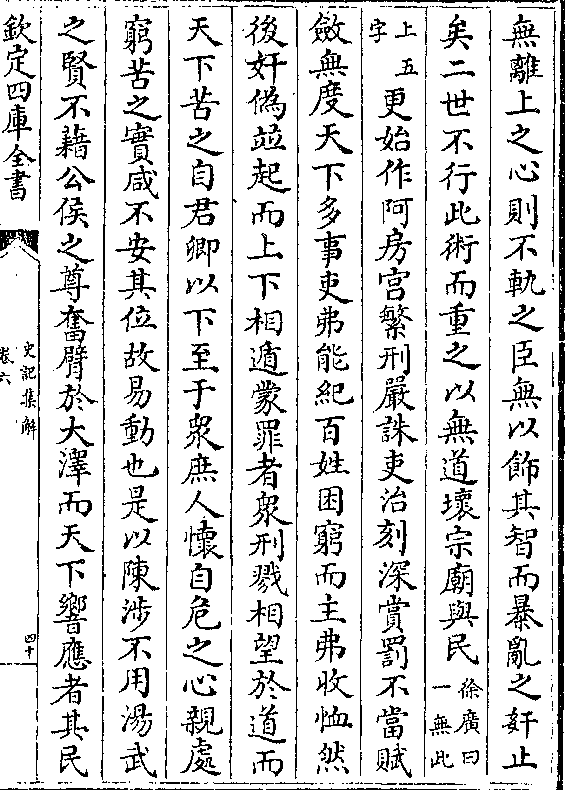 無離上之心則不軌之臣無以飾其智而暴亂之奸止
矣二世不行此術而重之以無道壞宗廟與民徐廣曰一無此
上五字更始作阿房宮繁刑嚴誅吏治刻深賞罰不當賦
斂無度天下多事吏弗能紀百姓困窮而主弗收恤然
後奸偽並起而上下相遁蒙罪者衆刑戮相望於道而
天下苦之自君卿以下至于衆庶人懷自危之心親處
窮苦之實咸不安其位故易動也是以陳涉不用湯武
之賢不藉公侯之尊奮臂於大澤而天下響應者其民
欽定四庫全書
史記集解
卷六
四十